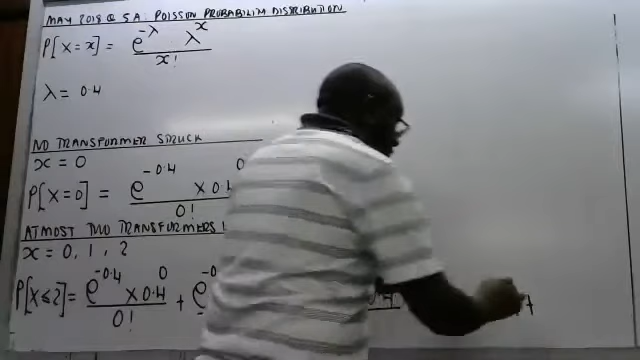 MAY 2018 Q 5A: POISSON PROBABILITY DISTRIBUTION
P[X = x] = e^-λ λ^x / x!
λ = 0.4
NO TRANSFORMER STRUCK
x = 0
P[X=0] = e^-0.4 × 0.4^0 / 0!
ATMOST TWO TRANSFORMERS
x = 0, 1, 2
P[X≤2] = e^-0.4 × 0.4^0 / 0! + e^-0